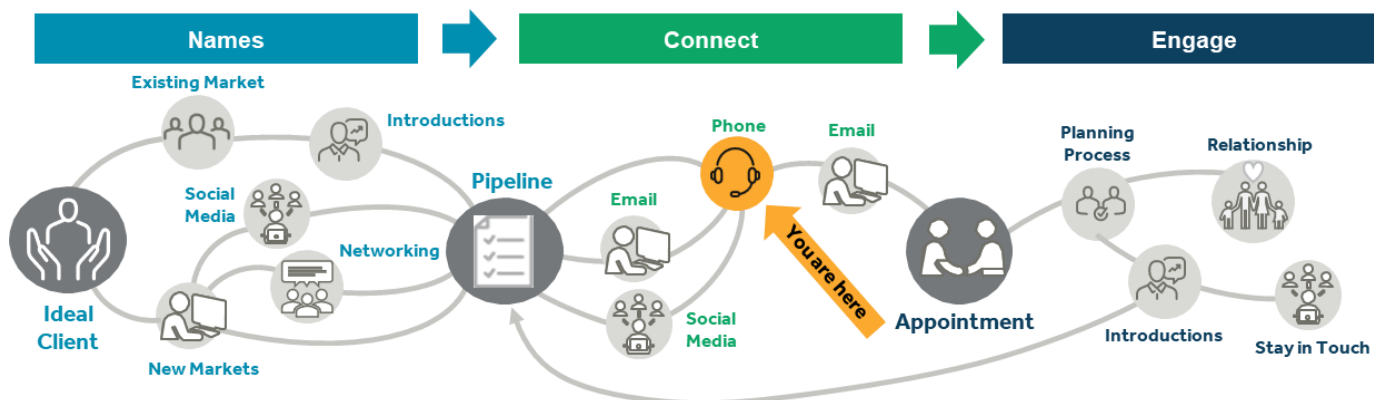 Names
Connect
Engage
Existing Market
Introductions
Social
Media
Networking
Ideal
Client
New Markets
Pipeline
Email
Social
Media
Phone
Email
You are here
Appointment
Planning
Process
Relationship
Introductions
Stay in Touch